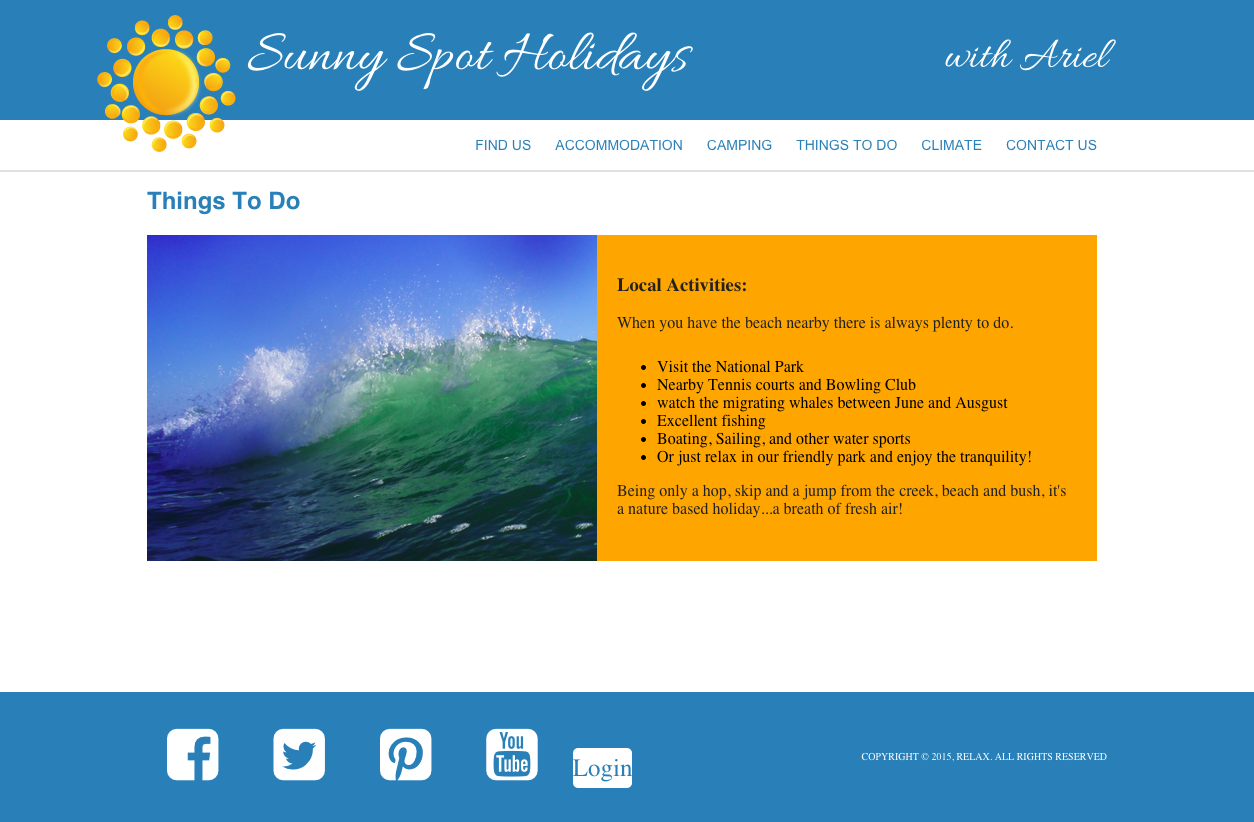 Sunny Spot Holidays
with Ariel
FIND US ACCOMMODATION CAMPING THINGS TO DO CLIMATE CONTACT US
Things To Do
Local Activities:
When you have the beach nearby there is always plenty to do.
Visit the National Park
Nearby Tennis courts and Bowling Club
watch the migrating whales between June and Ausgust
Excellent fishing
Boating, Sailing, and other water sports
Or just relax in our friendly park and enjoy the tranquility!
Being only a hop, skip and a jump from the creek, beach and bush, it's
a nature based holiday...a breath of fresh air!
You
Tube
Login
COPYRIGHT © 2015, RELAX. ALL RIGHTS RESERVED